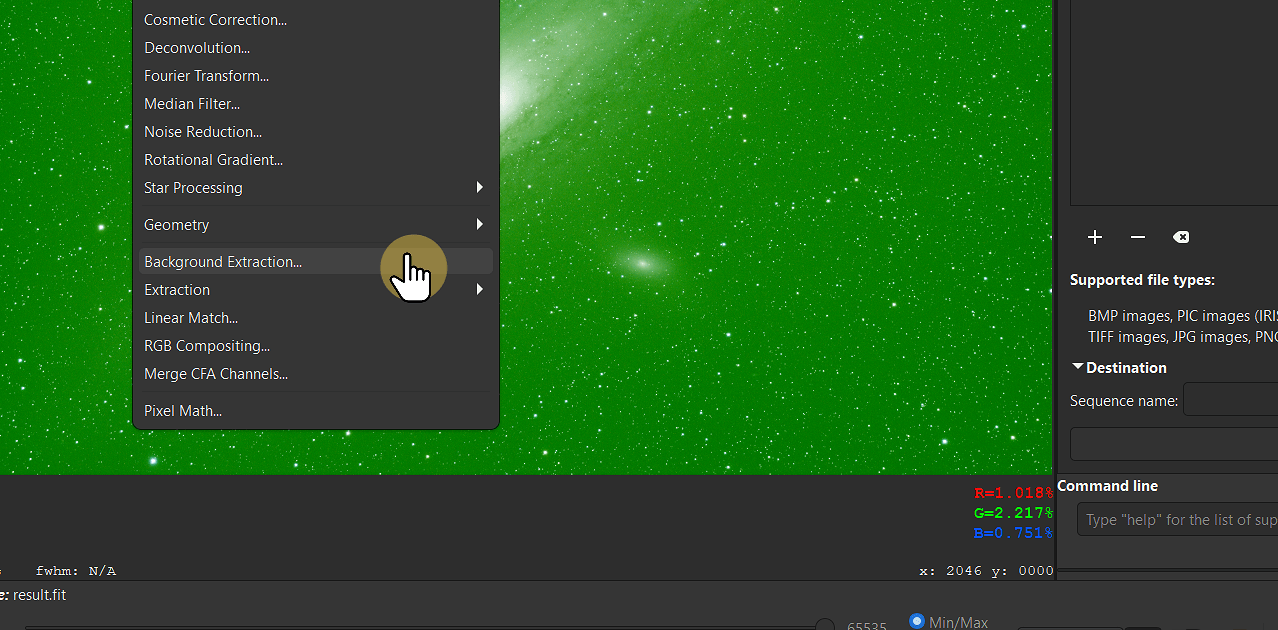 Cosmetic Correction...
Deconvolution...
Fourier Transform...
Median Filter...
Noise Reduction...
Rotational Gradient...
Star Processing
Geometry
Background Extraction...
Extraction
Linear Match...
RGB Compositing...
Merge CFA Channels...
Pixel Math...
Supported file types:
BMP images, PIC images (IRIS
TIFF images, JPG images, PNG
Destination
Sequence name:
Command line
Type "help" for the list of sup
R=1.018%
G=2.217%
B=0.751%
fwhm: N/A
x: 2046 y: 0000
e: result.fit
65535
Min/Max